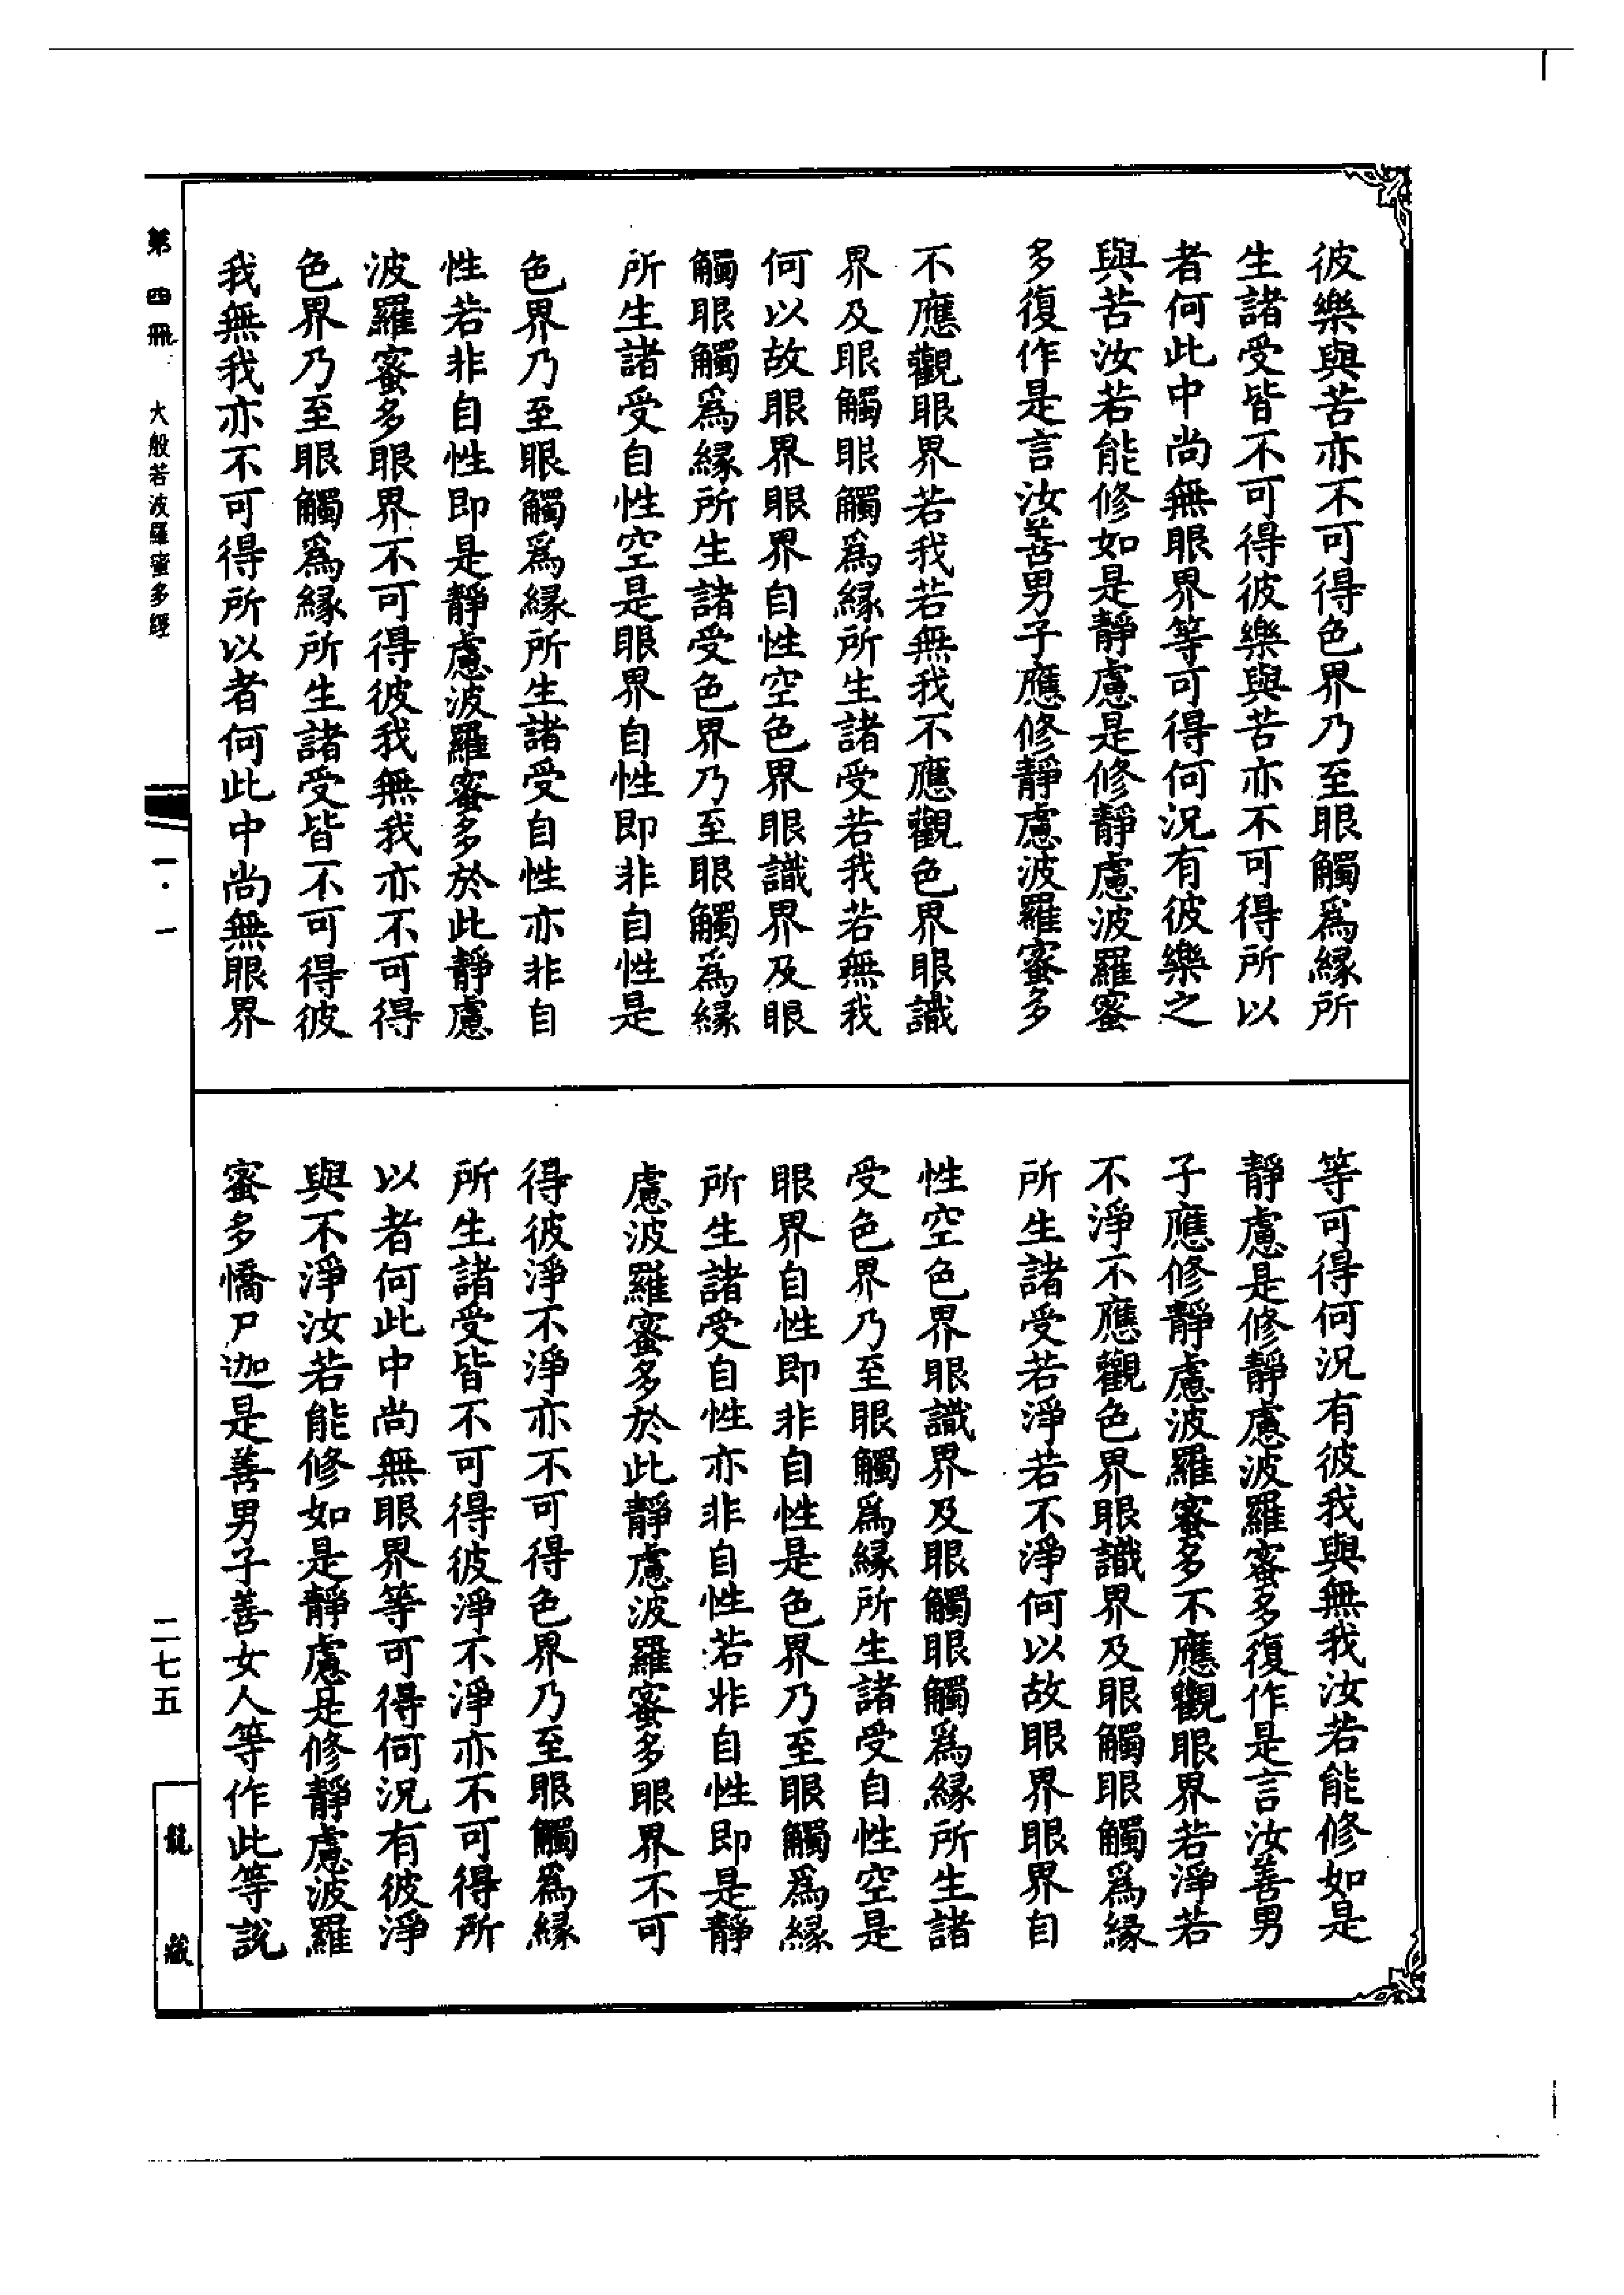 彼樂與苦亦不可得色界乃至眼觸爲緣所
生諸受皆不可得彼樂與苦亦不可得所以
者何此中尚無眼界等可得何況有彼樂之
與苦汝若能修如是靜慮是修靜慮波羅蜜
多復作是言汝善男子應修靜慮波羅蜜多
不應觀眼界若我若無我不應觀色界眼識
界及眼觸眼觸爲緣所生諸受若我若無我
何以故眼界眼界自性空色界眼識界及眼
觸眼觸爲緣所生諸受色界乃至眼觸爲緣
所生諸受自性空是眼界自性即非自性是
色界乃至眼觸爲緣所生諸受自性亦非自
性若非自性即是靜慮波羅蜜多於此靜慮
波羅蜜多眼界不可得彼我無我亦不可得
色界乃至眼觸爲緣所生諸受皆不可得彼
我無我亦不可得所以者何此中尚無眼界
等可得何況有彼我與無我汝若能修如是
靜慮是修靜慮波羅蜜多復作是言汝善男
子應修靜慮波羅蜜多不應觀眼界若淨若
不淨不應觀色界眼識界及眼觸眼觸爲緣
所生諸受若淨若不淨何以故眼界眼界自
性空色界眼識界及眼觸眼觸爲緣所生諸
受色界乃至眼觸爲緣所生諸受自性空是
眼界自性即非自性是色界乃至眼觸爲緣
所生諸受自性亦非自性若非自性即是靜
慮波羅蜜多於此靜慮波羅蜜多眼界不可
得彼淨不淨亦不可得色界乃至眼觸爲緣
所生諸受皆不可得彼淨不淨亦不可得所
以者何此中尚無眼界等可得何況有彼淨
與不淨汝若能修如是靜慮是修靜慮波羅
蜜多憍尸迦是善男子善女人等作此等說
第四冊 大般若波羅蜜多經 一·一 二七五
龍藏